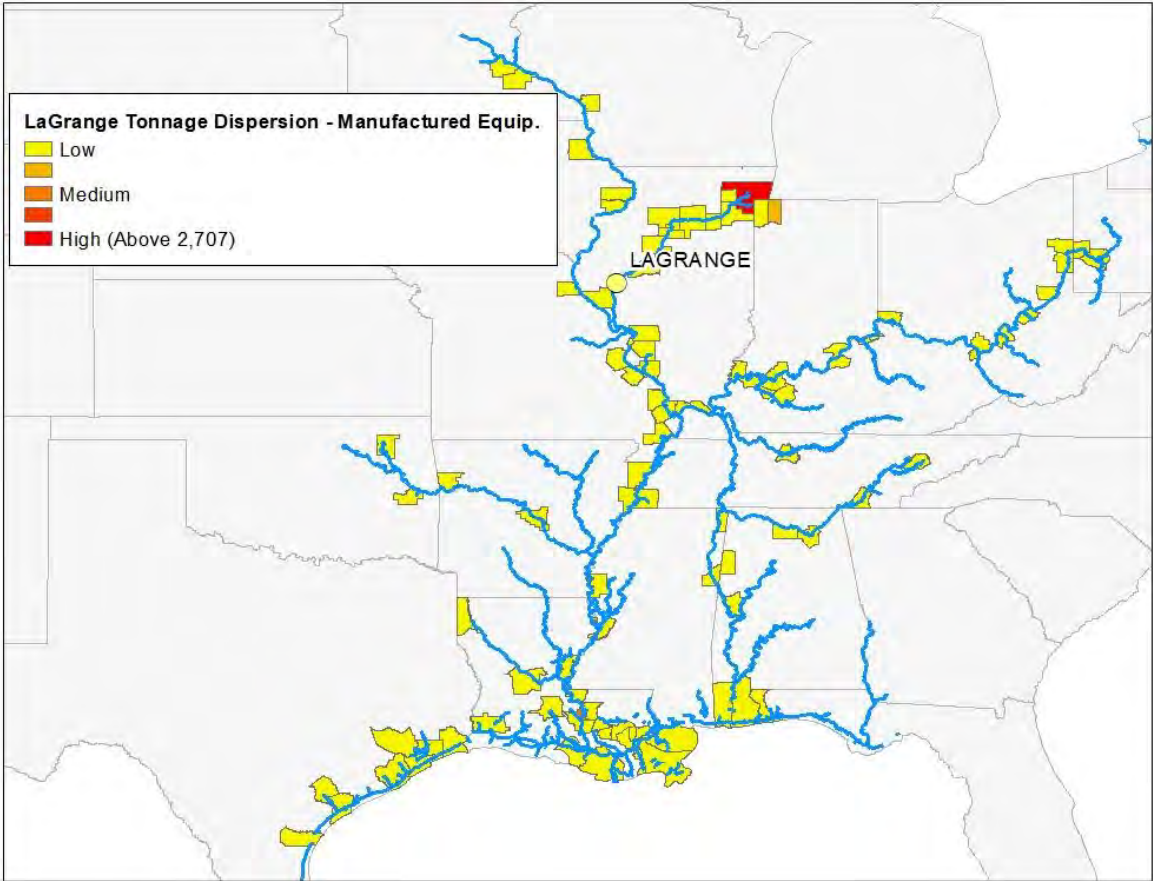 LaGrange Tonnage Dispersion - Manufactured Equip.
Low
Medium
High (Above 2,707)
LAGRANGE